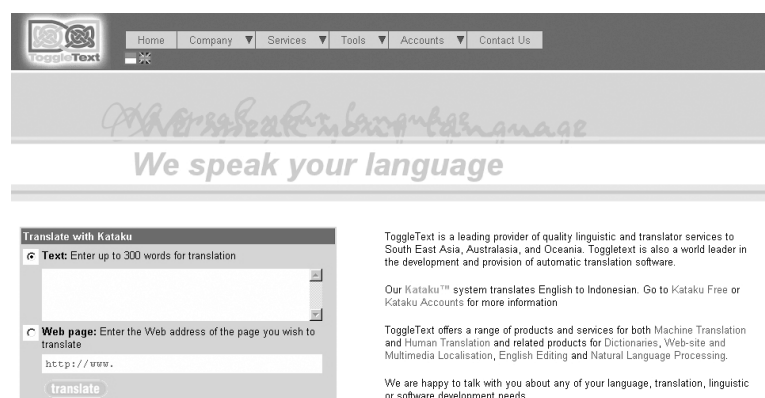 ToggleText
Home Company Services Tools Accounts Contact Us
We speak your language
Translate with Kataku
Text: Enter up to 300 words for translation
Web page: Enter the Web address of the page you wish to
translate
http://www.
translate
ToggleText is a leading provider of quality linguistic and translator services to
South East Asia, Australasia, and Oceania. Toggletext is also a world leader in
the development and provision of automatic translation software.
Our Kataku™ system translates English to Indonesian. Go to Kataku Free or
Kataku Accounts for more information
ToggleText offers a range of products and services for both Machine Translation
and Human Translation and related products for Dictionaries, Web-site and
Multimedia Localisation, English Editing and Natural Language Processing.
We are happy to talk with you about any of your language, translation, linguistic
or software development needs